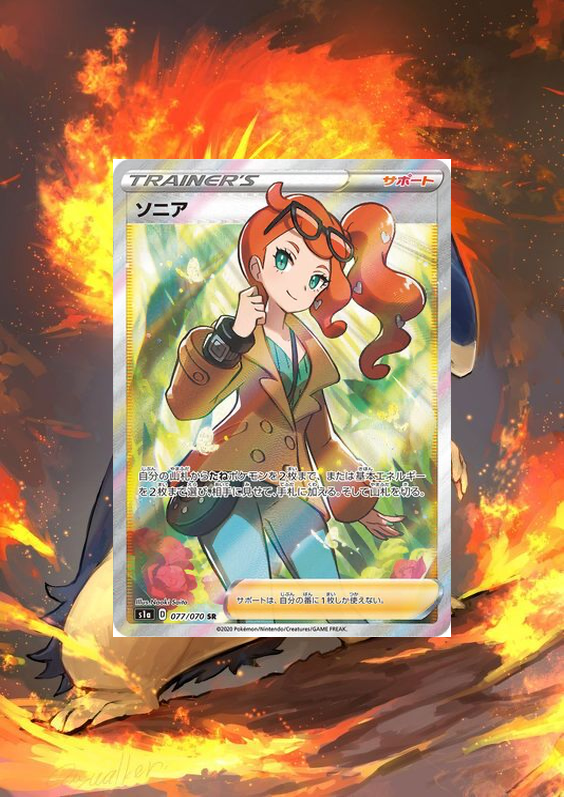 TRAINER'S サポート
ソニア
自分の山札からたねポケモンを2枚まで、または基本エネルギー
を2枚まで選び、相手に見せて、手札に加える。そして山札を切る。
Illus. Naoki Saito
サポートは、自分の番に1枚しか使えない。
s1a D 077/070 SR
©2020 Pokémon/Nintendo/Creatures/GAME FREAK.